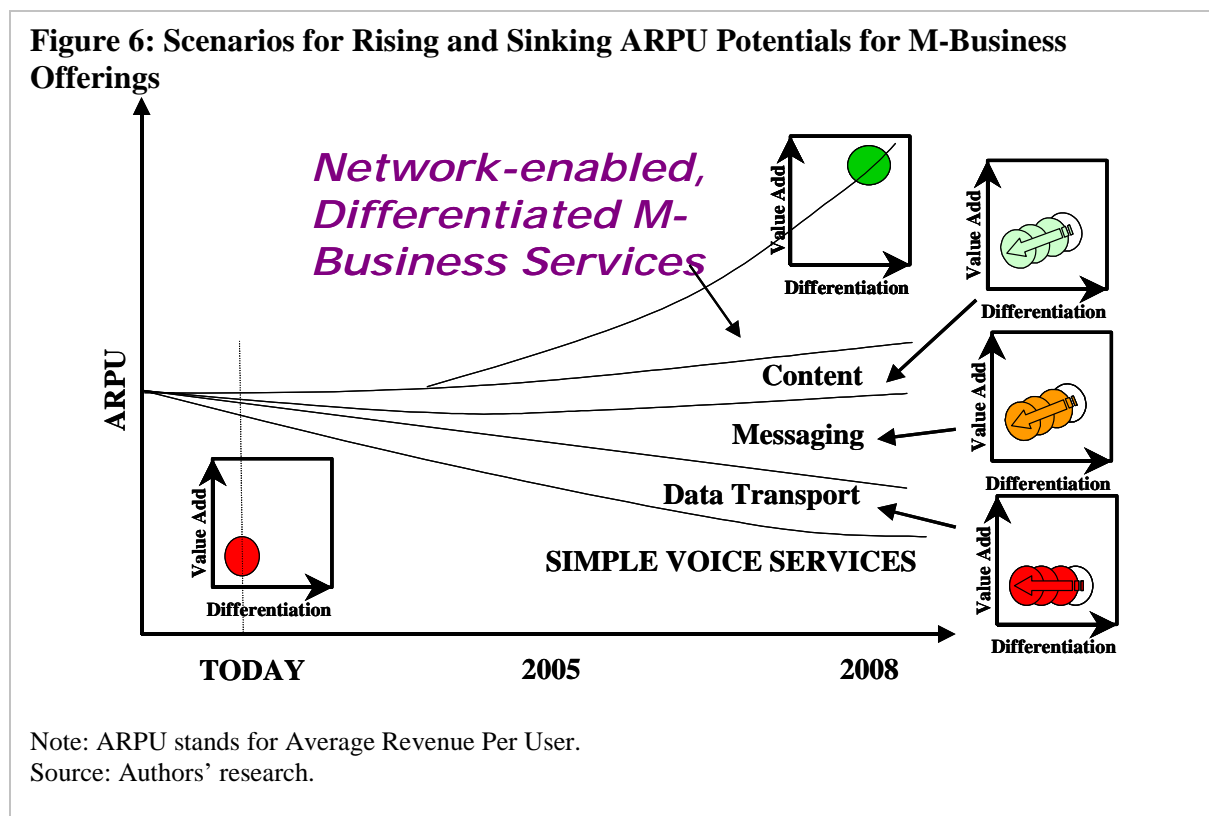 Figure 6: Scenarios for Rising and Sinking ARPU Potentials for M-Business
Offerings
Network-enabled,
Differentiated M-
Business Services
Value Add
Differentiation
Value Add
Differentiation
ARPU
Content
Value Add
Differentiation
Messaging
Data Transport
Value Add
Differentiation
Value Add
Differentiation
SIMPLE VOICE SERVICES
TODAY
2005
2008
Note: ARPU stands for Average Revenue Per User.
Source: Authors' research.